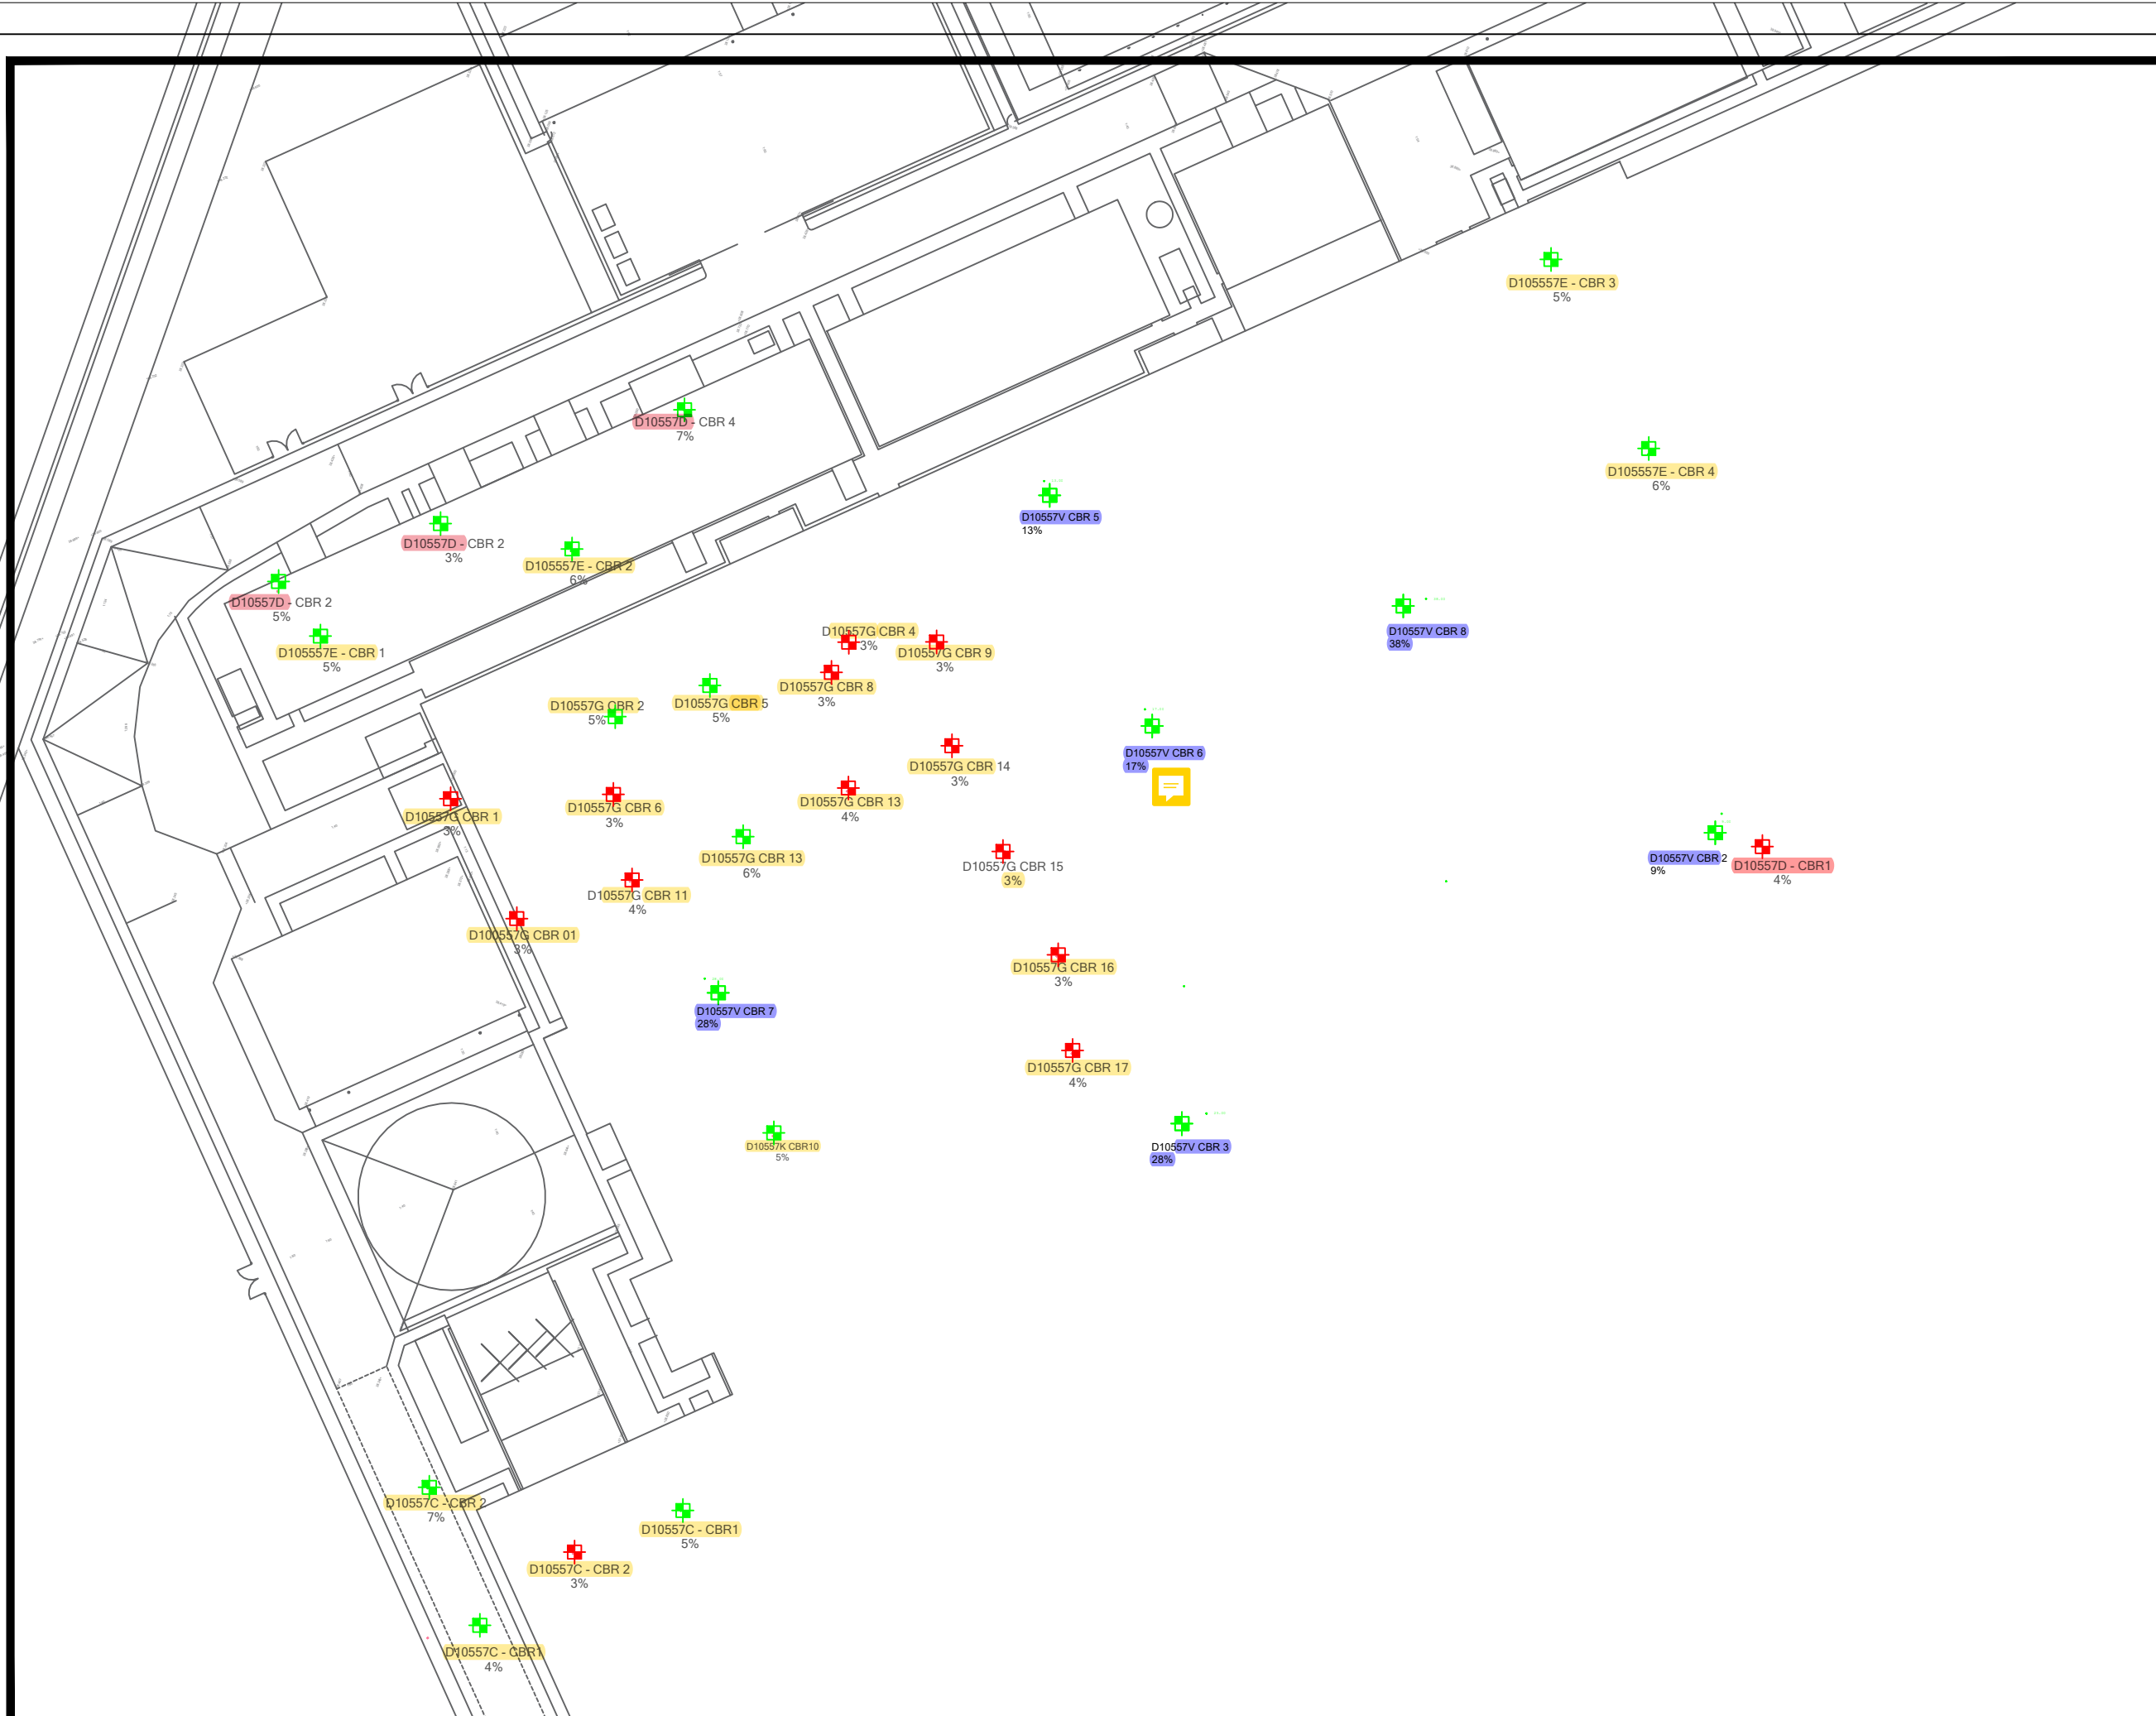 D105557E - CBR 3
5%
D10557D - CBR 4
7%
D105557E - CBR 4
6%
D10557V CBR 5
13%
D10557D - CBR 2
3%
D105557E - CBR 2
6%
D10557D - CBR 2
5%
D10557V CBR 8
38%
D10557G CBR 4
3%
D105557E - CBR 1
5%
D10557G CBR 9
3%
D10557G CBR 8
3%
D10557G CBR 2
5%
D10557G CBR 5
5%
D10557V CBR 6
17%
D10557G CBR 14
3%
D10557G CBR 13
4%
D10557G CBR 6
3%
D10557G CBR 1
3%
D10557G CBR 13
6%
D10557G CBR 15
3%
D10557V CBR 2
9%
D10557D - CBR1
4%
D10557G CBR 11
4%
D100557G CBR 01
3%
D10557G CBR 16
3%
D10557V CBR 7
28%
D10557G CBR 17
4%
D10557K CBR10
5%
D10557V CBR 3
28%
D10557C - CBR 2
7%
D10557C - CBR1
5%
D10557C - CBR 2
3%
D10557C - CBR1
4%